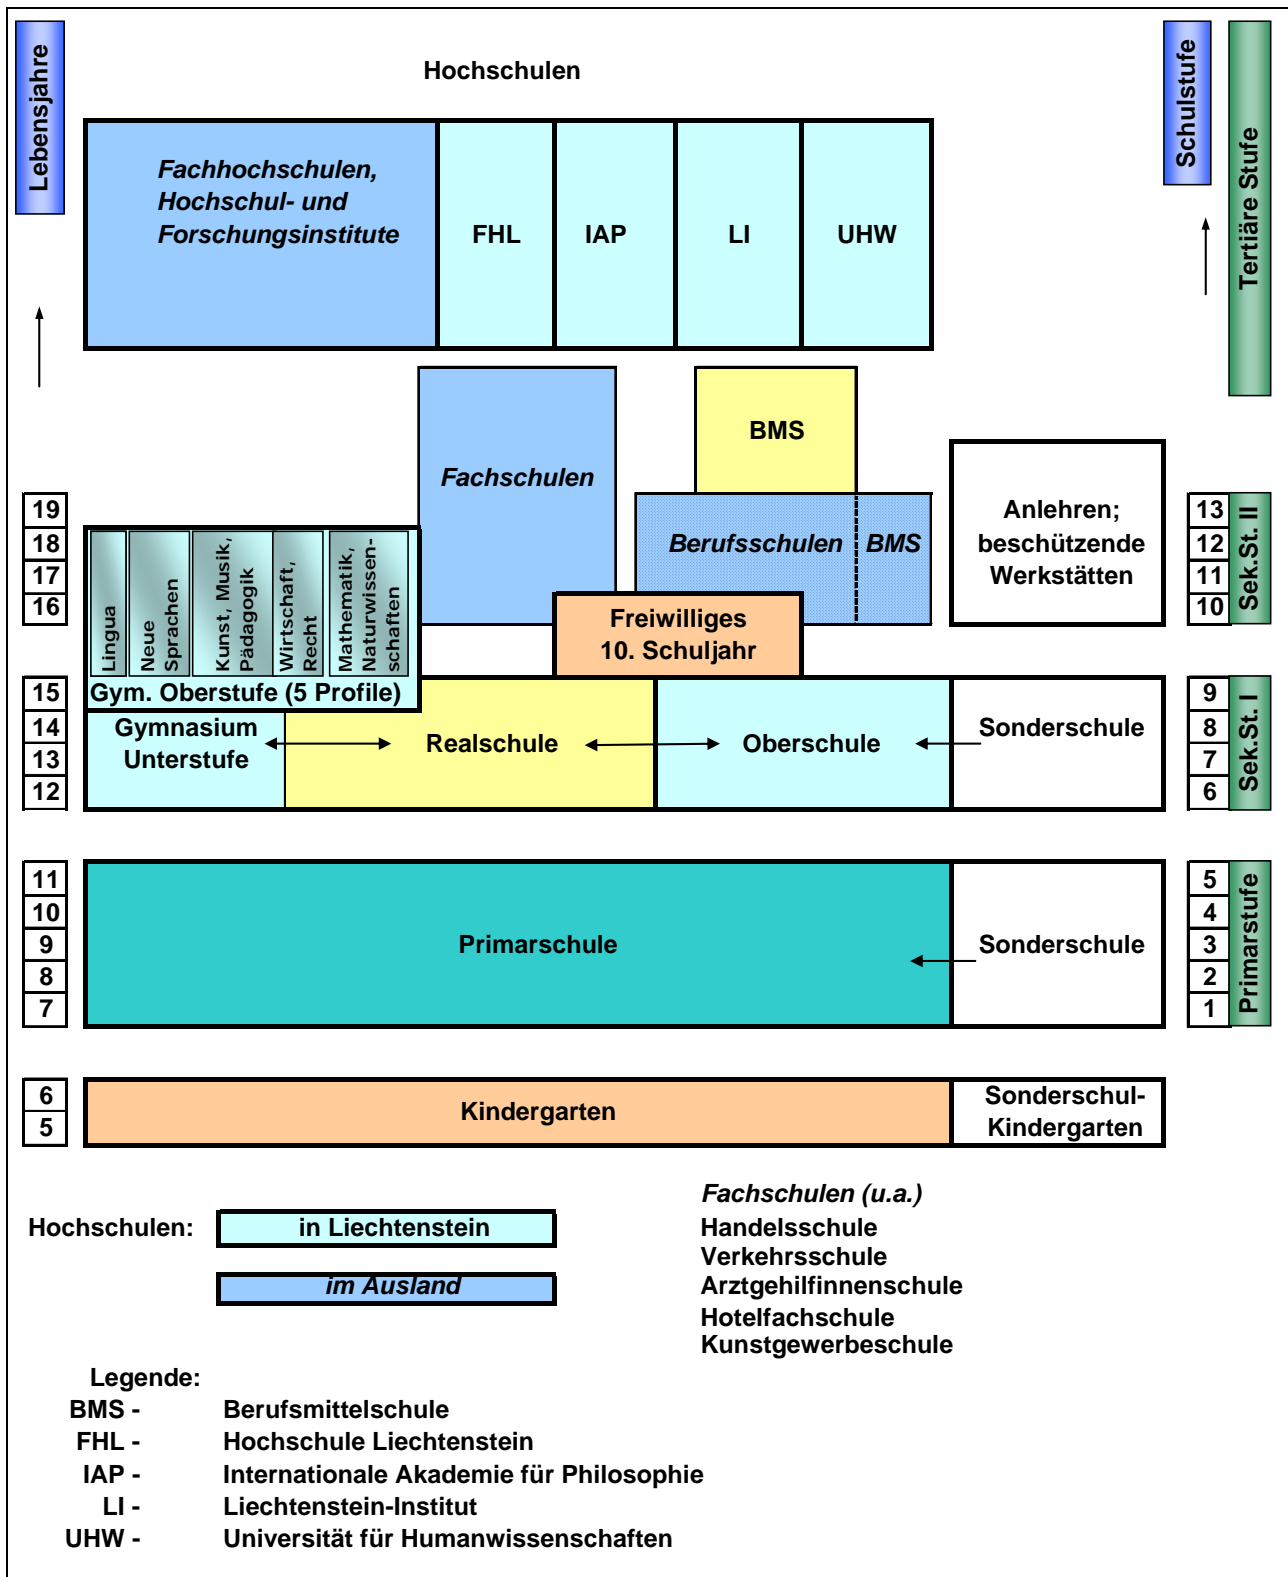 Lebensjahre
Hochschulen
Schulstufe
Tertiäre Stufe
Fachhochschulen,
Hochschul- und
Forschungsinstitute
FHL
IAP
LI
UHW
Fachschulen
BMS
Berufsschulen
BMS
Anlehren;
beschützende
Werkstätten
19
18
17
16
13
12
11
10
Sek.St. II
Lingua
Neue
Sprachen
Kunst, Musik,
Pädagogik
Wirtschaft,
Recht
Mathematik,
Naturwissen-
schaften
Freiwilliges
10. Schuljahr
Gym. Oberstufe (5 Profile)
15
14
13
12
Gymnasium
Unterstufe
Realschule
Oberschule
Sonderschule
9
8
7
6
Sek.St. I
11
10
9
8
7
Primarschule
Sonderschule
5
4
3
2
1
Primarstufe
6
5
Kindergarten
Sonderschul-
Kindergarten
Hochschulen:
in Liechtenstein
im Ausland
Fachschulen (u.a.)
Handelsschule
Verkehrsschule
Arztgehilfinnenschule
Hotelfachschule
Kunstgewerbeschule
Legende:
BMS - Berufsmittelschule
FHL - Hochschule Liechtenstein
IAP - Internationale Akademie für Philosophie
LI - Liechtenstein-Institut
UHW - Universität für Humanwissenschaften